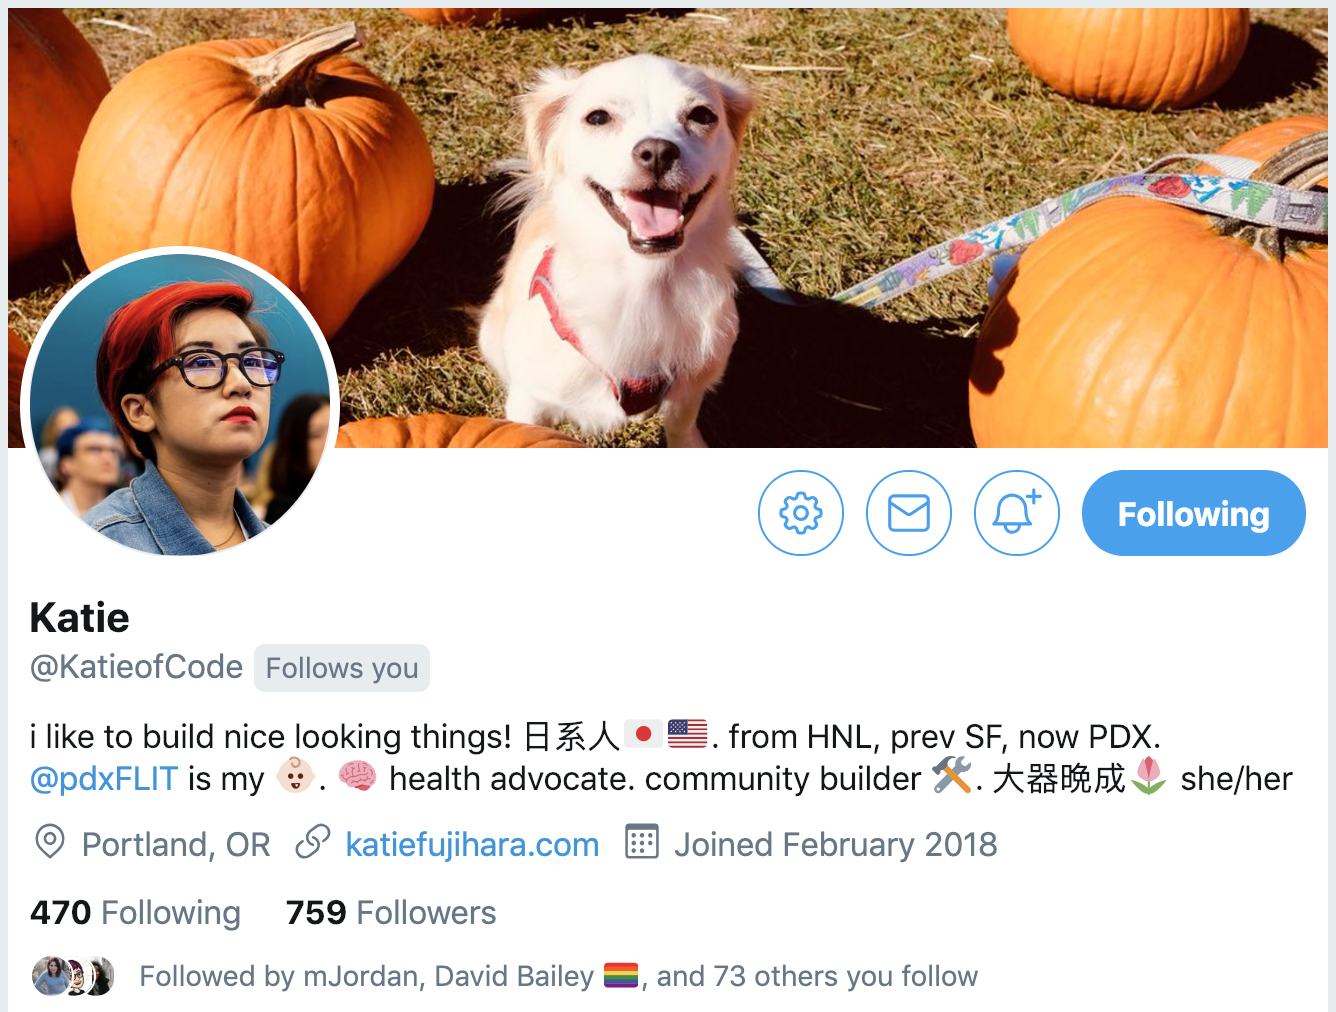 Following
Katie
@KatieofCode Follows you
i like to build nice looking things! 日系人🇯🇵🇺🇸. from HNL, prev SF, now PDX.
@pdxFLIT is my 👶🏻. 🧠 health advocate. community builder 🛠. 大器晩成🌷 she/her
Portland, OR katiefujihara.com Joined February 2018
470 Following 759 Followers
Followed by mJordan, David Bailey 🏳️‍🌈, and 73 others you follow